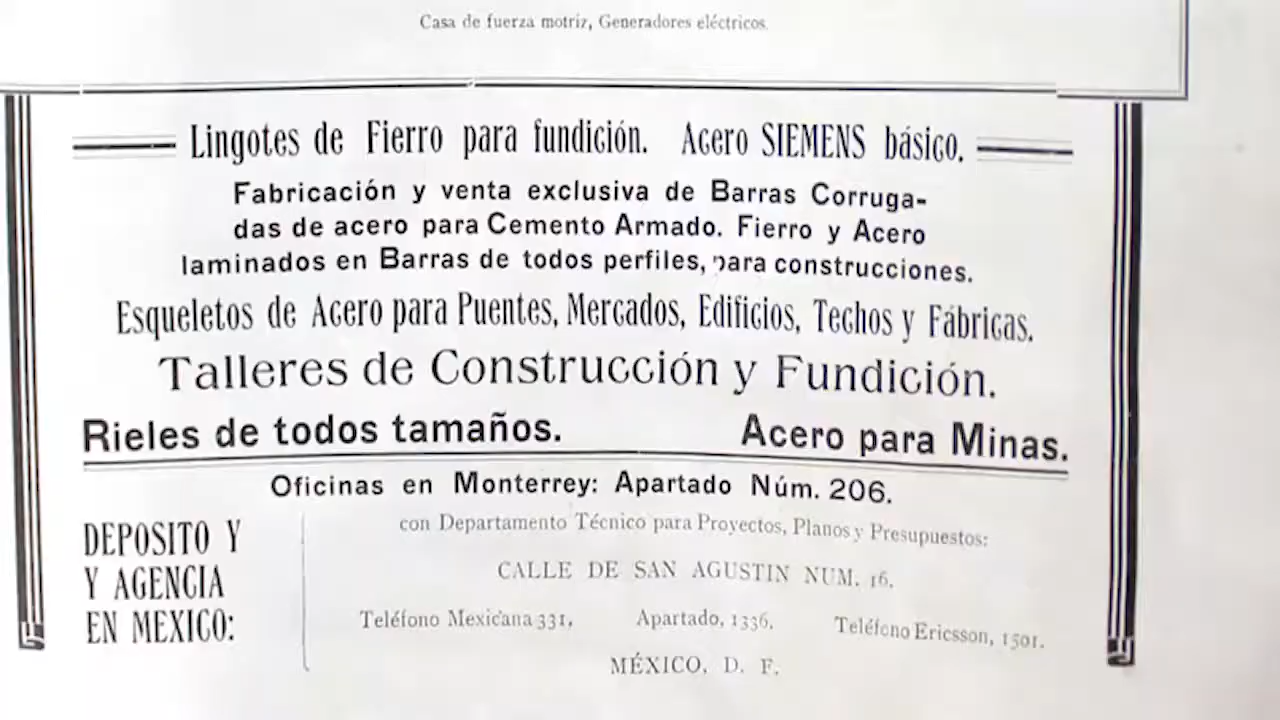 Casa de fuerza motriz, Generadores eléctricos.
Lingotes de Fierro para fundición. Acero SIEMENS básico.
Fabricación y venta exclusiva de Barras Corruga-
das de acero para Cemento Armado. Fierro y Acero
laminados en Barras de todos perfiles, para construcciones.
Esqueletos de Acero para Puentes, Mercados, Edificios, Techos y Fábricas.
Talleres de Construcción y Fundición.
Rieles de todos tamaños. Acero para Minas.
Oficinas en Monterrey: Apartado Núm. 206.
DEPOSITO Y
Y AGENCIA
EN MEXICO:
con Departamento Técnico para Proyectos, Planos y Presupuestos:
CALLE DE SAN AGUSTIN NUM. 16.
Teléfono Mexicana 331. Apartado, 1336. Teléfono Ericsson, 1501.
MÉXICO, D. F.